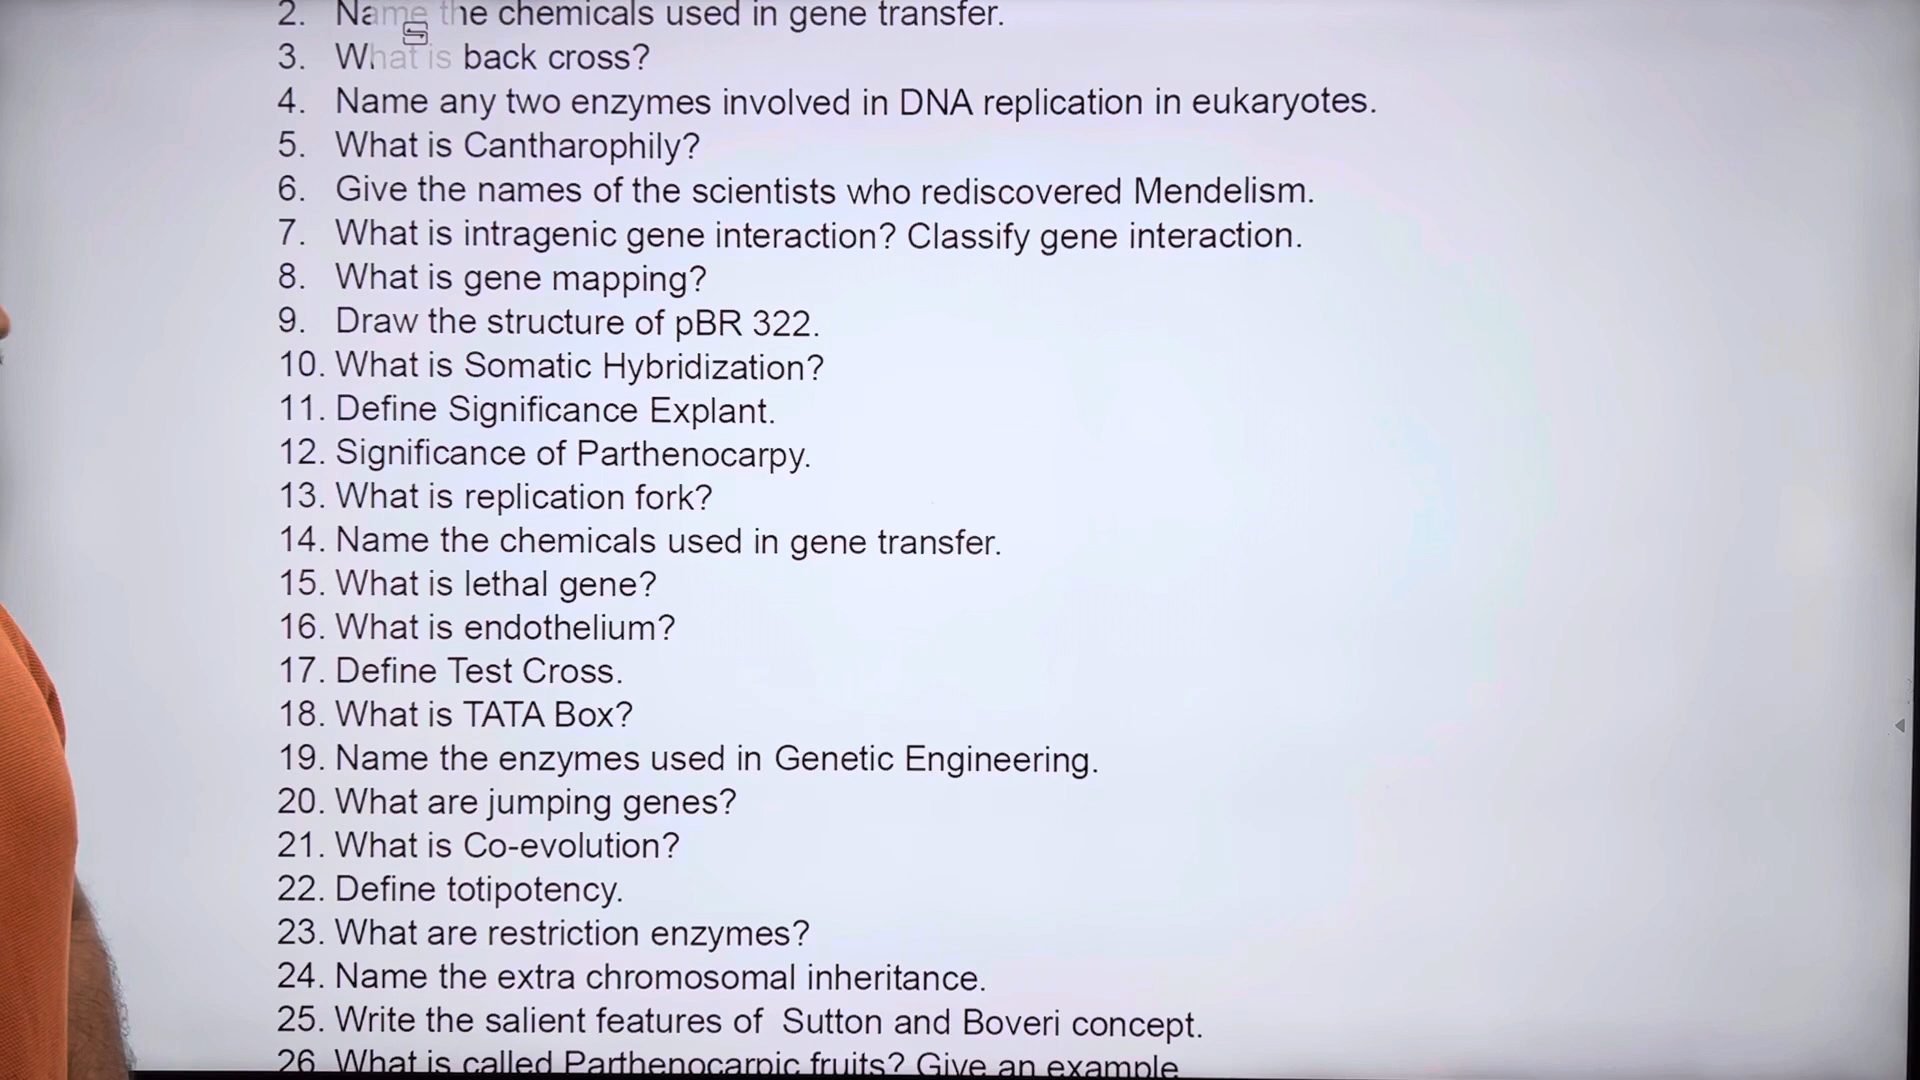 2. Name the chemicals used in gene transfer.
3. What is back cross?
4. Name any two enzymes involved in DNA replication in eukaryotes.
5. What is Cantharophily?
6. Give the names of the scientists who rediscovered Mendelism.
7. What is intragenic gene interaction? Classify gene interaction.
8. What is gene mapping?
9. Draw the structure of pBR 322.
10. What is Somatic Hybridization?
11. Define Significance Explant.
12. Significance of Parthenocarpy.
13. What is replication fork?
14. Name the chemicals used in gene transfer.
15. What is lethal gene?
16. What is endothelium?
17. Define Test Cross.
18. What is TATA Box?
19. Name the enzymes used in Genetic Engineering.
20. What are jumping genes?
21. What is Co-evolution?
22. Define totipotency.
23. What are restriction enzymes?
24. Name the extra chromosomal inheritance.
25. Write the salient features of Sutton and Boveri concept.
26 What is called Parthenocarpic fruits? Give an example